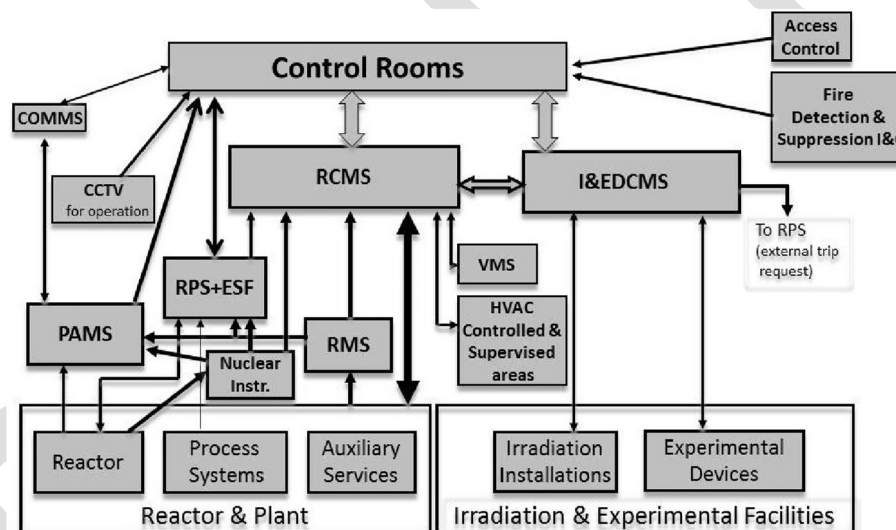 Access
Control
Control Rooms
Fire
Detection &
Suppression I&
COMMS
RCMS
I&EDCMS
CCTV
for operation
To RPS
(external trip
request)
VMS
RPS+ESF
HVAC
Controlled &
Supervised
areas
PAMS
RMS
Nuclear
Instr.
Reactor
Process
Systems
Auxiliary
Services
Irradiation
Installations
Experimental
Devices
Reactor & Plant
Irradiation & Experimental Facilities